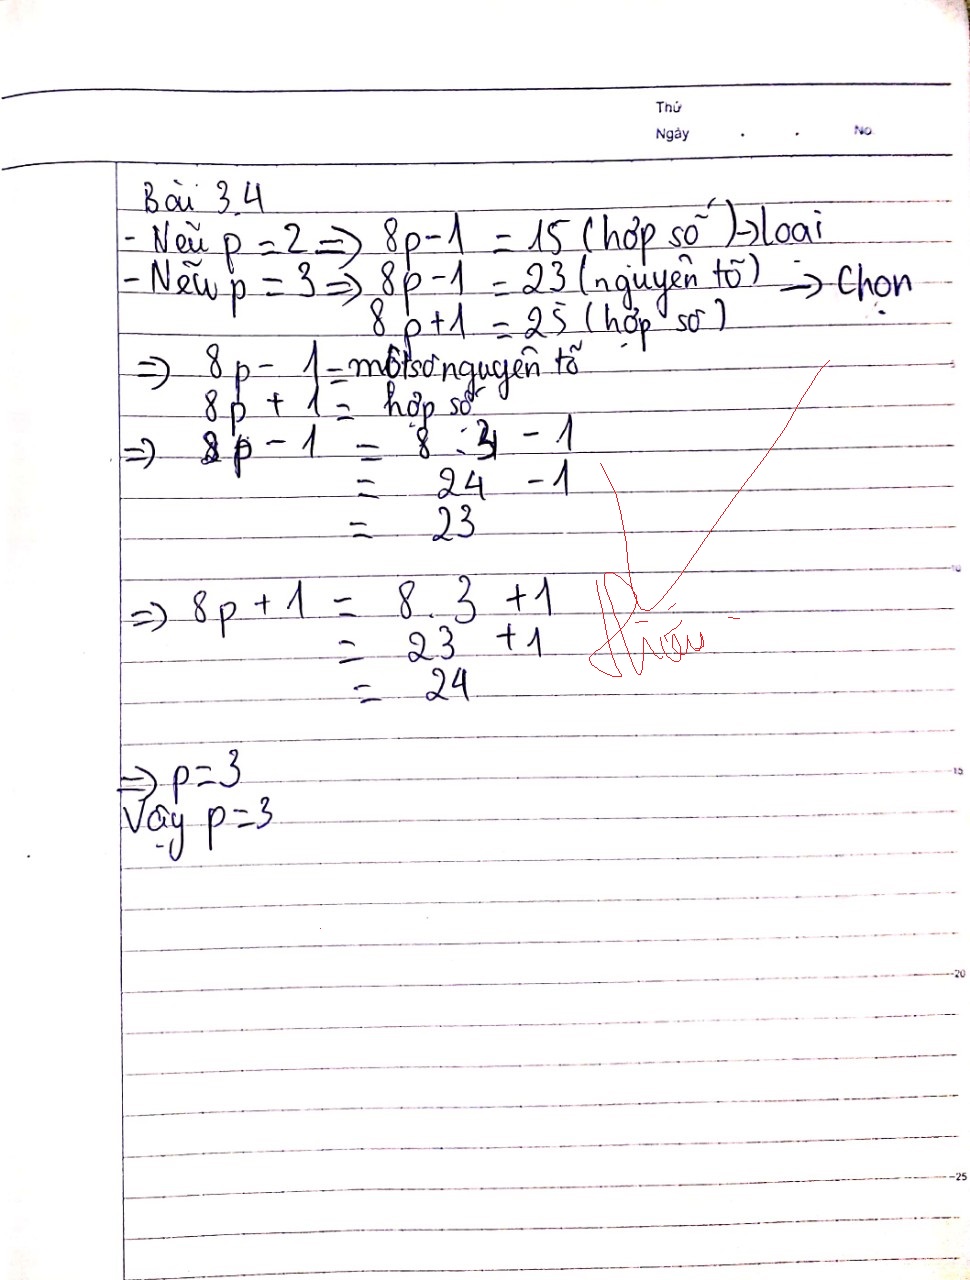 Thứ
Ngày . . No
Bài 3.4
- Nếu p = 2 => 8p - 1 = 15 (hợp số) -> loại
- Nếu p = 3 => 8p - 1 = 23 (nguyên tố) => Chọn
8p + 1 = 25 (hợp số)
=> 8p - 1 = một số nguyên tố
8p + 1 = hợp số
=> 8p - 1 = 8 . 3 - 1
= 24 - 1
= 23
10
=> 8p + 1 = 8 . 3 + 1
= 23 + 1
thiếu
= 24
=> p = 3
15
Vậy p = 3
20
25